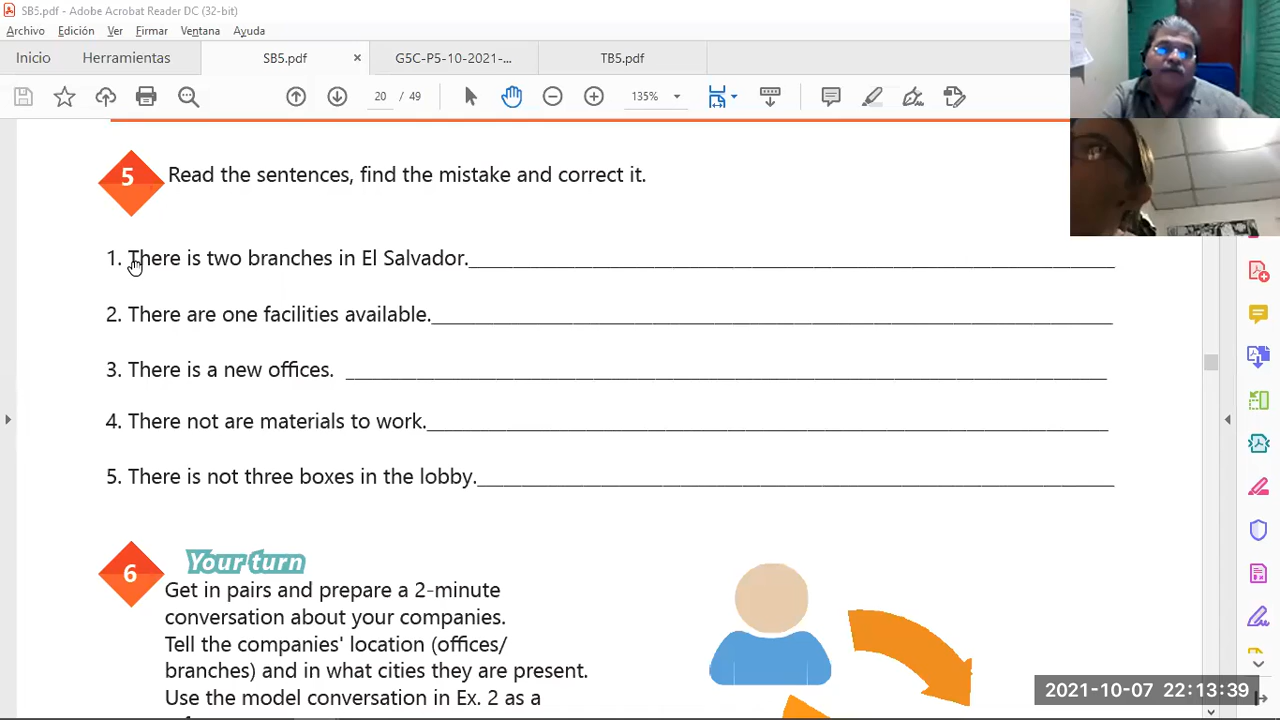 SB5.pdf - Adobe Acrobat Reader DC (32-bit)
Archivo Edición Ver Firmar Ventana Ayuda
Inicio Herramientas SB5.pdf × G5C-P5-10-2021-... TB5.pdf
20 / 49 135%
5 Read the sentences, find the mistake and correct it.
1. There is two branches in El Salvador.
2. There are one facilities available.
3. There is a new offices.
4. There not are materials to work.
5. There is not three boxes in the lobby.
6 Your turn
Get in pairs and prepare a 2-minute
conversation about your companies.
Tell the companies' location (offices/
branches) and in what cities they are present.
Use the model conversation in Ex. 2 as a
2021-10-07 22:13:39